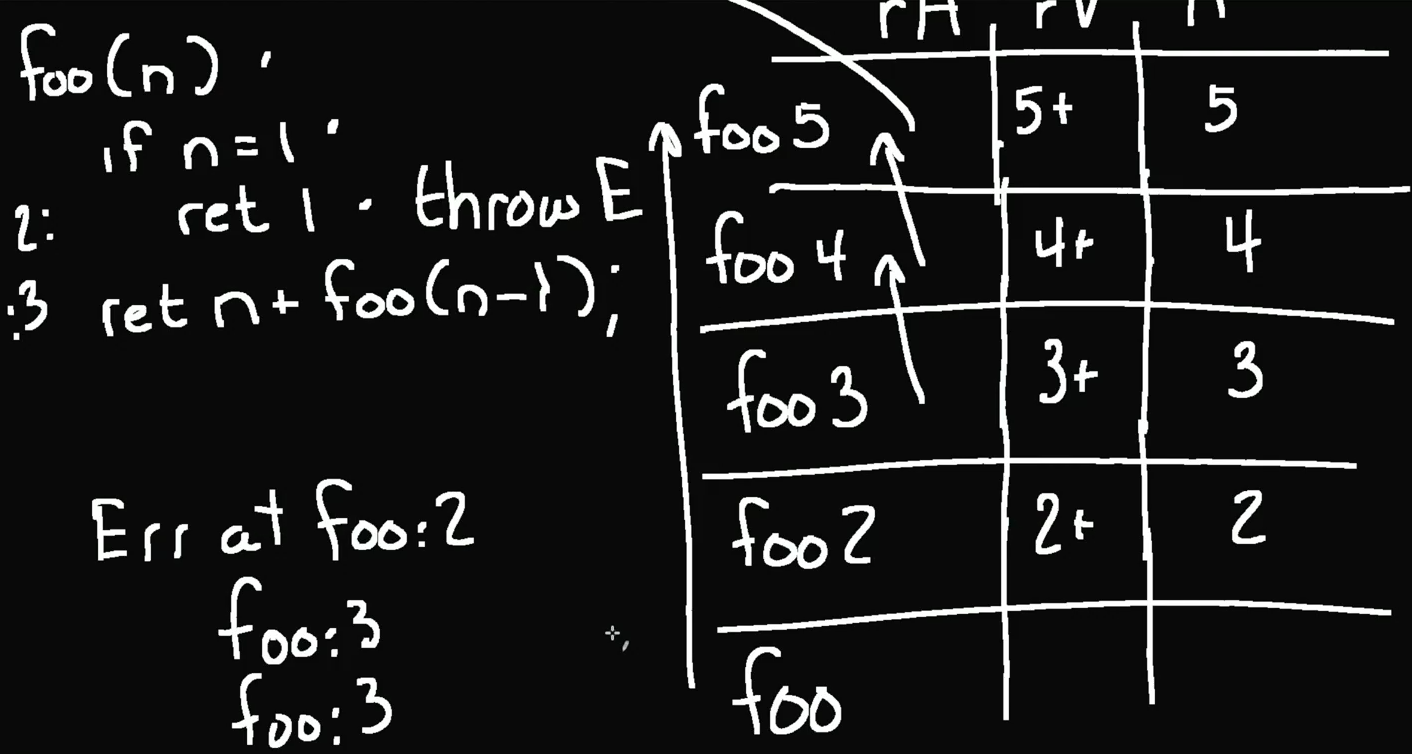 foo(n)
if n=1
2: ret 1 throw E
:3 ret n+ foo(n-1);
Err at foo:2
foo:3
foo:3
rA rV n
foo 5 5+ 5
foo 4 4+ 4
foo 3 3+ 3
foo 2 2+ 2
foo